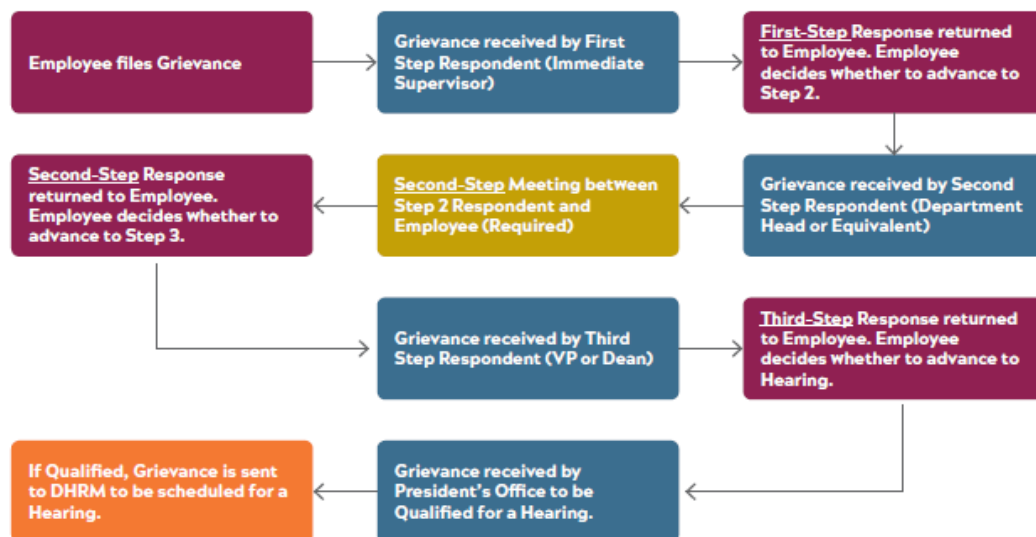 Employee files Grievance
Grievance received by First
Step Respondent (Immediate
Supervisor)
First-Step Response returned
to Employee. Employee
decides whether to advance to
Step 2.
Grievance received by Second
Step Respondent (Department
Head or Equivalent)
Second-Step Meeting between
Step 2 Respondent and
Employee (Required)
Second-Step Response
returned to Employee.
Employee decides whether to
advance to Step 3.
Grievance received by Third
Step Respondent (VP or Dean)
Third-Step Response returned
to Employee. Employee
decides whether to advance to
Hearing.
Grievance received by
President's Office to be
Qualified for a Hearing.
If Qualified, Grievance is sent
to DHRM to be scheduled for a
Hearing.